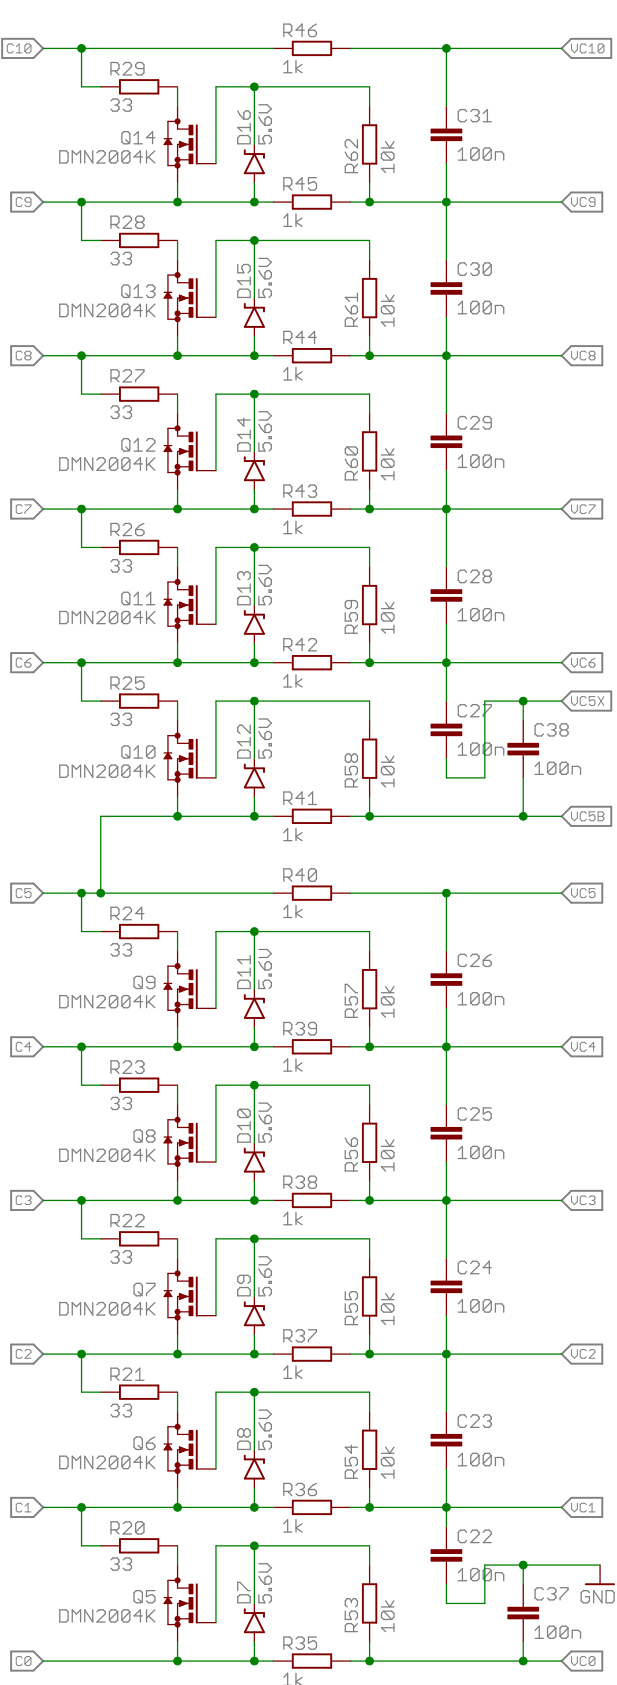 R46
C10
VC10
1k
R29
33
D16
5.6V
C31
Q14
DMN2004K
R62
10k
100n
R45
C9
VC9
1k
R28
33
D15
5.6V
C30
Q13
DMN2004K
R61
10k
100n
R44
C8
VC8
1k
R27
33
D14
5.6V
C29
Q12
DMN2004K
R60
10k
100n
R43
C7
VC7
1k
R26
33
D13
5.6V
C28
Q11
DMN2004K
R59
10k
100n
R42
C6
VC6
1k
R25
33
VC5X
D12
5.6V
C27
C38
Q10
DMN2004K
R58
10k
100n
100n
R41
VC5B
1k
R40
C5
VC5
1k
R24
33
D11
5.6V
C26
Q9
DMN2004K
R57
10k
100n
R39
C4
VC4
1k
R23
33
D10
5.6V
C25
Q8
DMN2004K
R56
10k
100n
R38
C3
VC3
1k
R22
33
D9
5.6V
C24
Q7
DMN2004K
R55
10k
100n
R37
C2
VC2
1k
R21
33
D8
5.6V
C23
Q6
DMN2004K
R54
10k
100n
R36
C1
VC1
1k
R20
33
D7
5.6V
C22
100n
Q5
DMN2004K
R53
10k
C37
GND
100n
R35
C0
VC0
1k